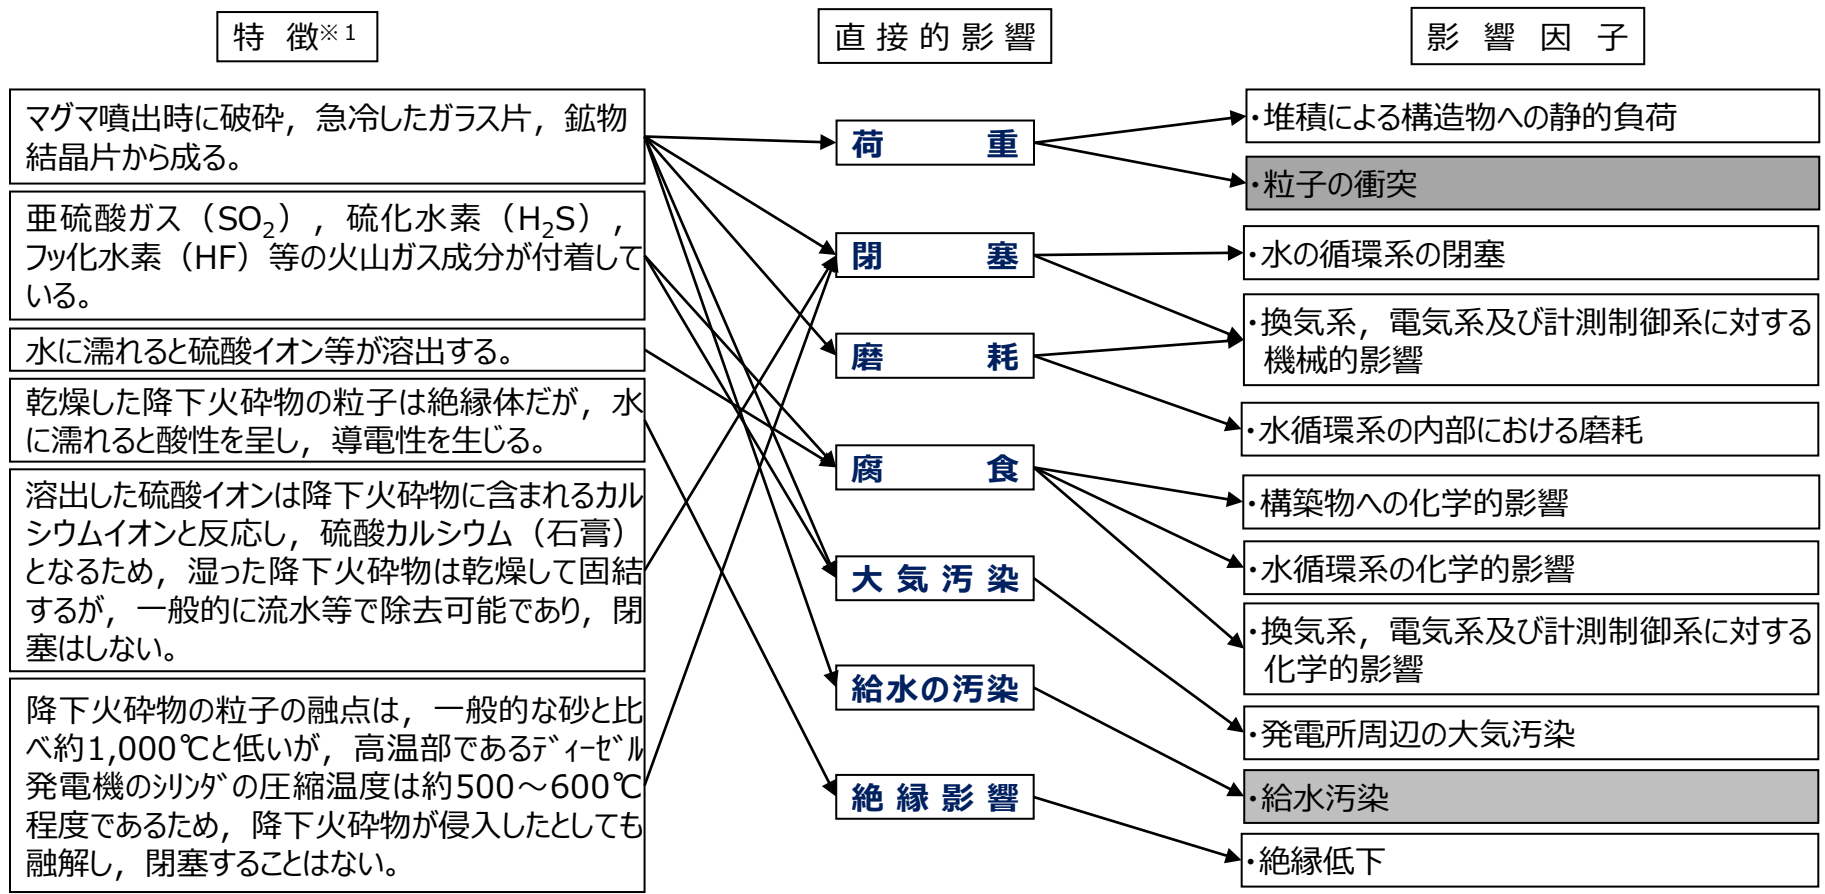 特 徴※1
直接的影響
影 響 因 子
マグマ噴出時に破砕，急冷したガラス片，鉱物
結晶片から成る。
亜硫酸ガス（SO2），硫化水素（H2S），
フッ化水素（HF）等の火山ガス成分が付着して
いる。
水に濡れると硫酸イオン等が溶出する。
乾燥した降下火砕物の粒子は絶縁体だが，水
に濡れると酸性を呈し，導電性を生じる。
溶出した硫酸イオンは降下火砕物に含まれるカル
シウムイオンと反応し，硫酸カルシウム（石膏）
となるため，湿った降下火砕物は乾燥して固結
するが，一般的に流水等で除去可能であり，閉
塞はしない。
降下火砕物の粒子の融点は，一般的な砂と比
べ約1,000℃と低いが，高温部であるﾃﾞｨｰｾﾞﾙ
発電機のｼﾘﾝﾀﾞの圧縮温度は約500～600℃
程度であるため，降下火砕物が侵入したとしても
融解し，閉塞することはない。
荷 重
閉 塞
磨 耗
腐 食
大気汚染
給水の汚染
絶縁影響
・堆積による構造物への静的負荷
・粒子の衝突
・水の循環系の閉塞
・換気系，電気系及び計測制御系に対する
機械的影響
・水循環系の内部における磨耗
・構築物への化学的影響
・水循環系の化学的影響
・換気系，電気系及び計測制御系に対する
化学的影響
・発電所周辺の大気汚染
・給水汚染
・絶縁低下